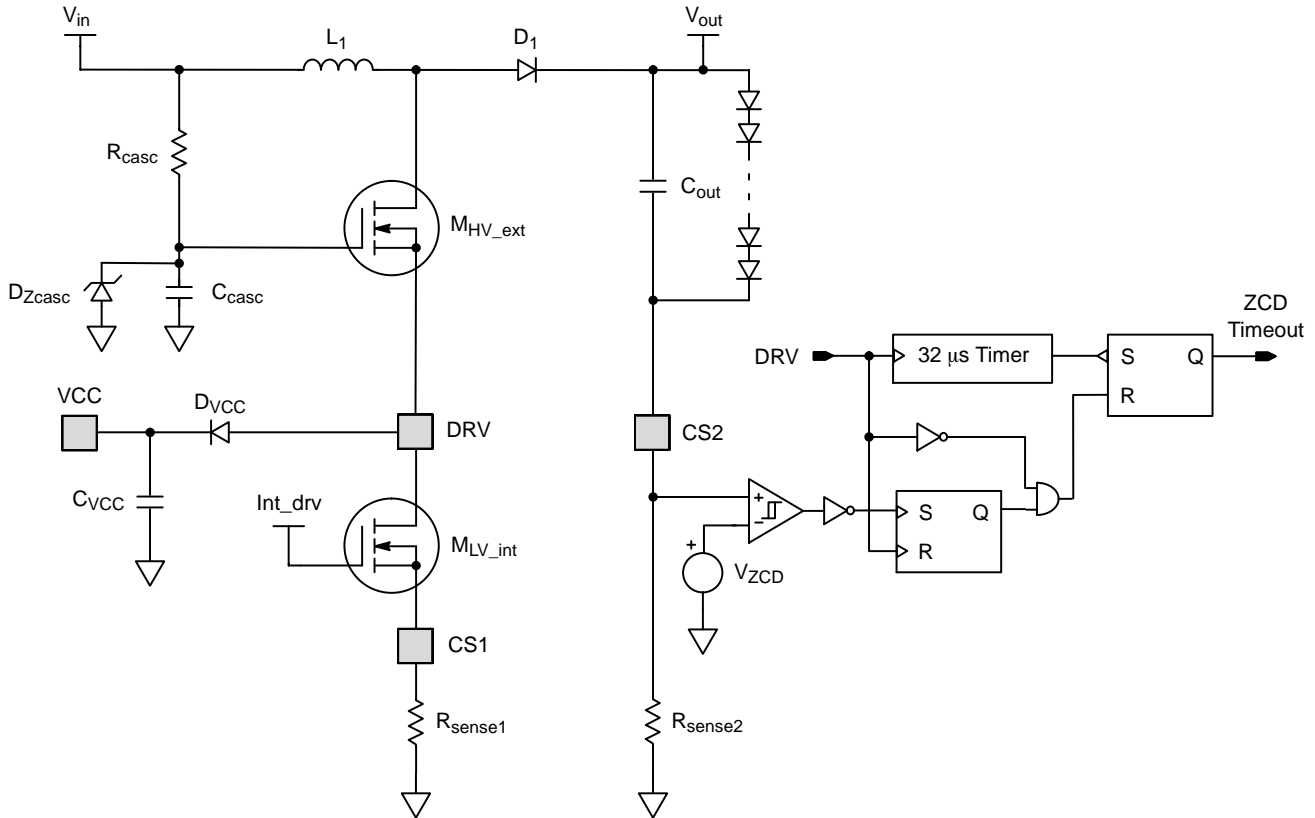 Vin
L1
D1
Vout
Rcasc
MHV_ext
Cout
DZcasc
Ccasc
ZCD
Timeout
DRV
32 μs Timer
S
Q
R
VCC
DVCC
DRV
CS2
CVCC
Int_drv
MLV_int
+
−
S
Q
R
+
VZCD
CS1
Rsense1
Rsense2